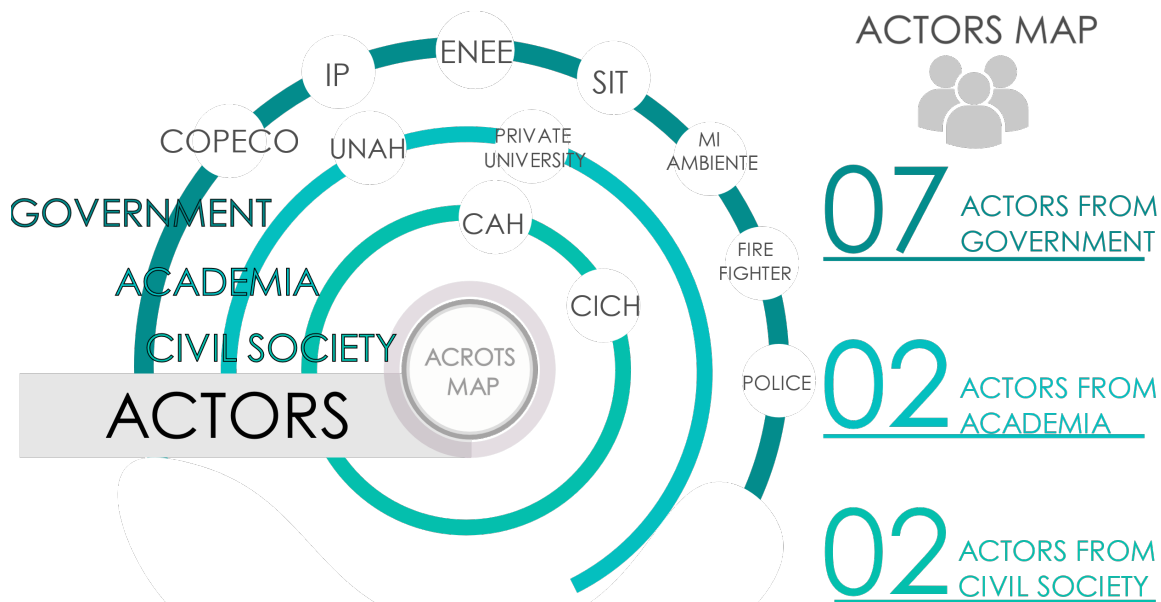 ACTORS MAP
ENEE
IP
SIT
COPECO
UNAH
PRIVATE
UNIVERSITY
MI
AMBIENTE
GOVERNMENT
CAH
FIRE
FIGHTER
ACADEMIA
CICH
CIVIL SOCIETY
ACROTS
MAP
POLICE
ACTORS
07
ACTORS FROM
GOVERNMENT
02
ACTORS FROM
ACADEMIA
02
ACTORS FROM
CIVIL SOCIETY